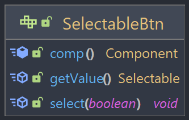 SelectableBtn
comp() Component
getValue() Selectable
select(boolean) void